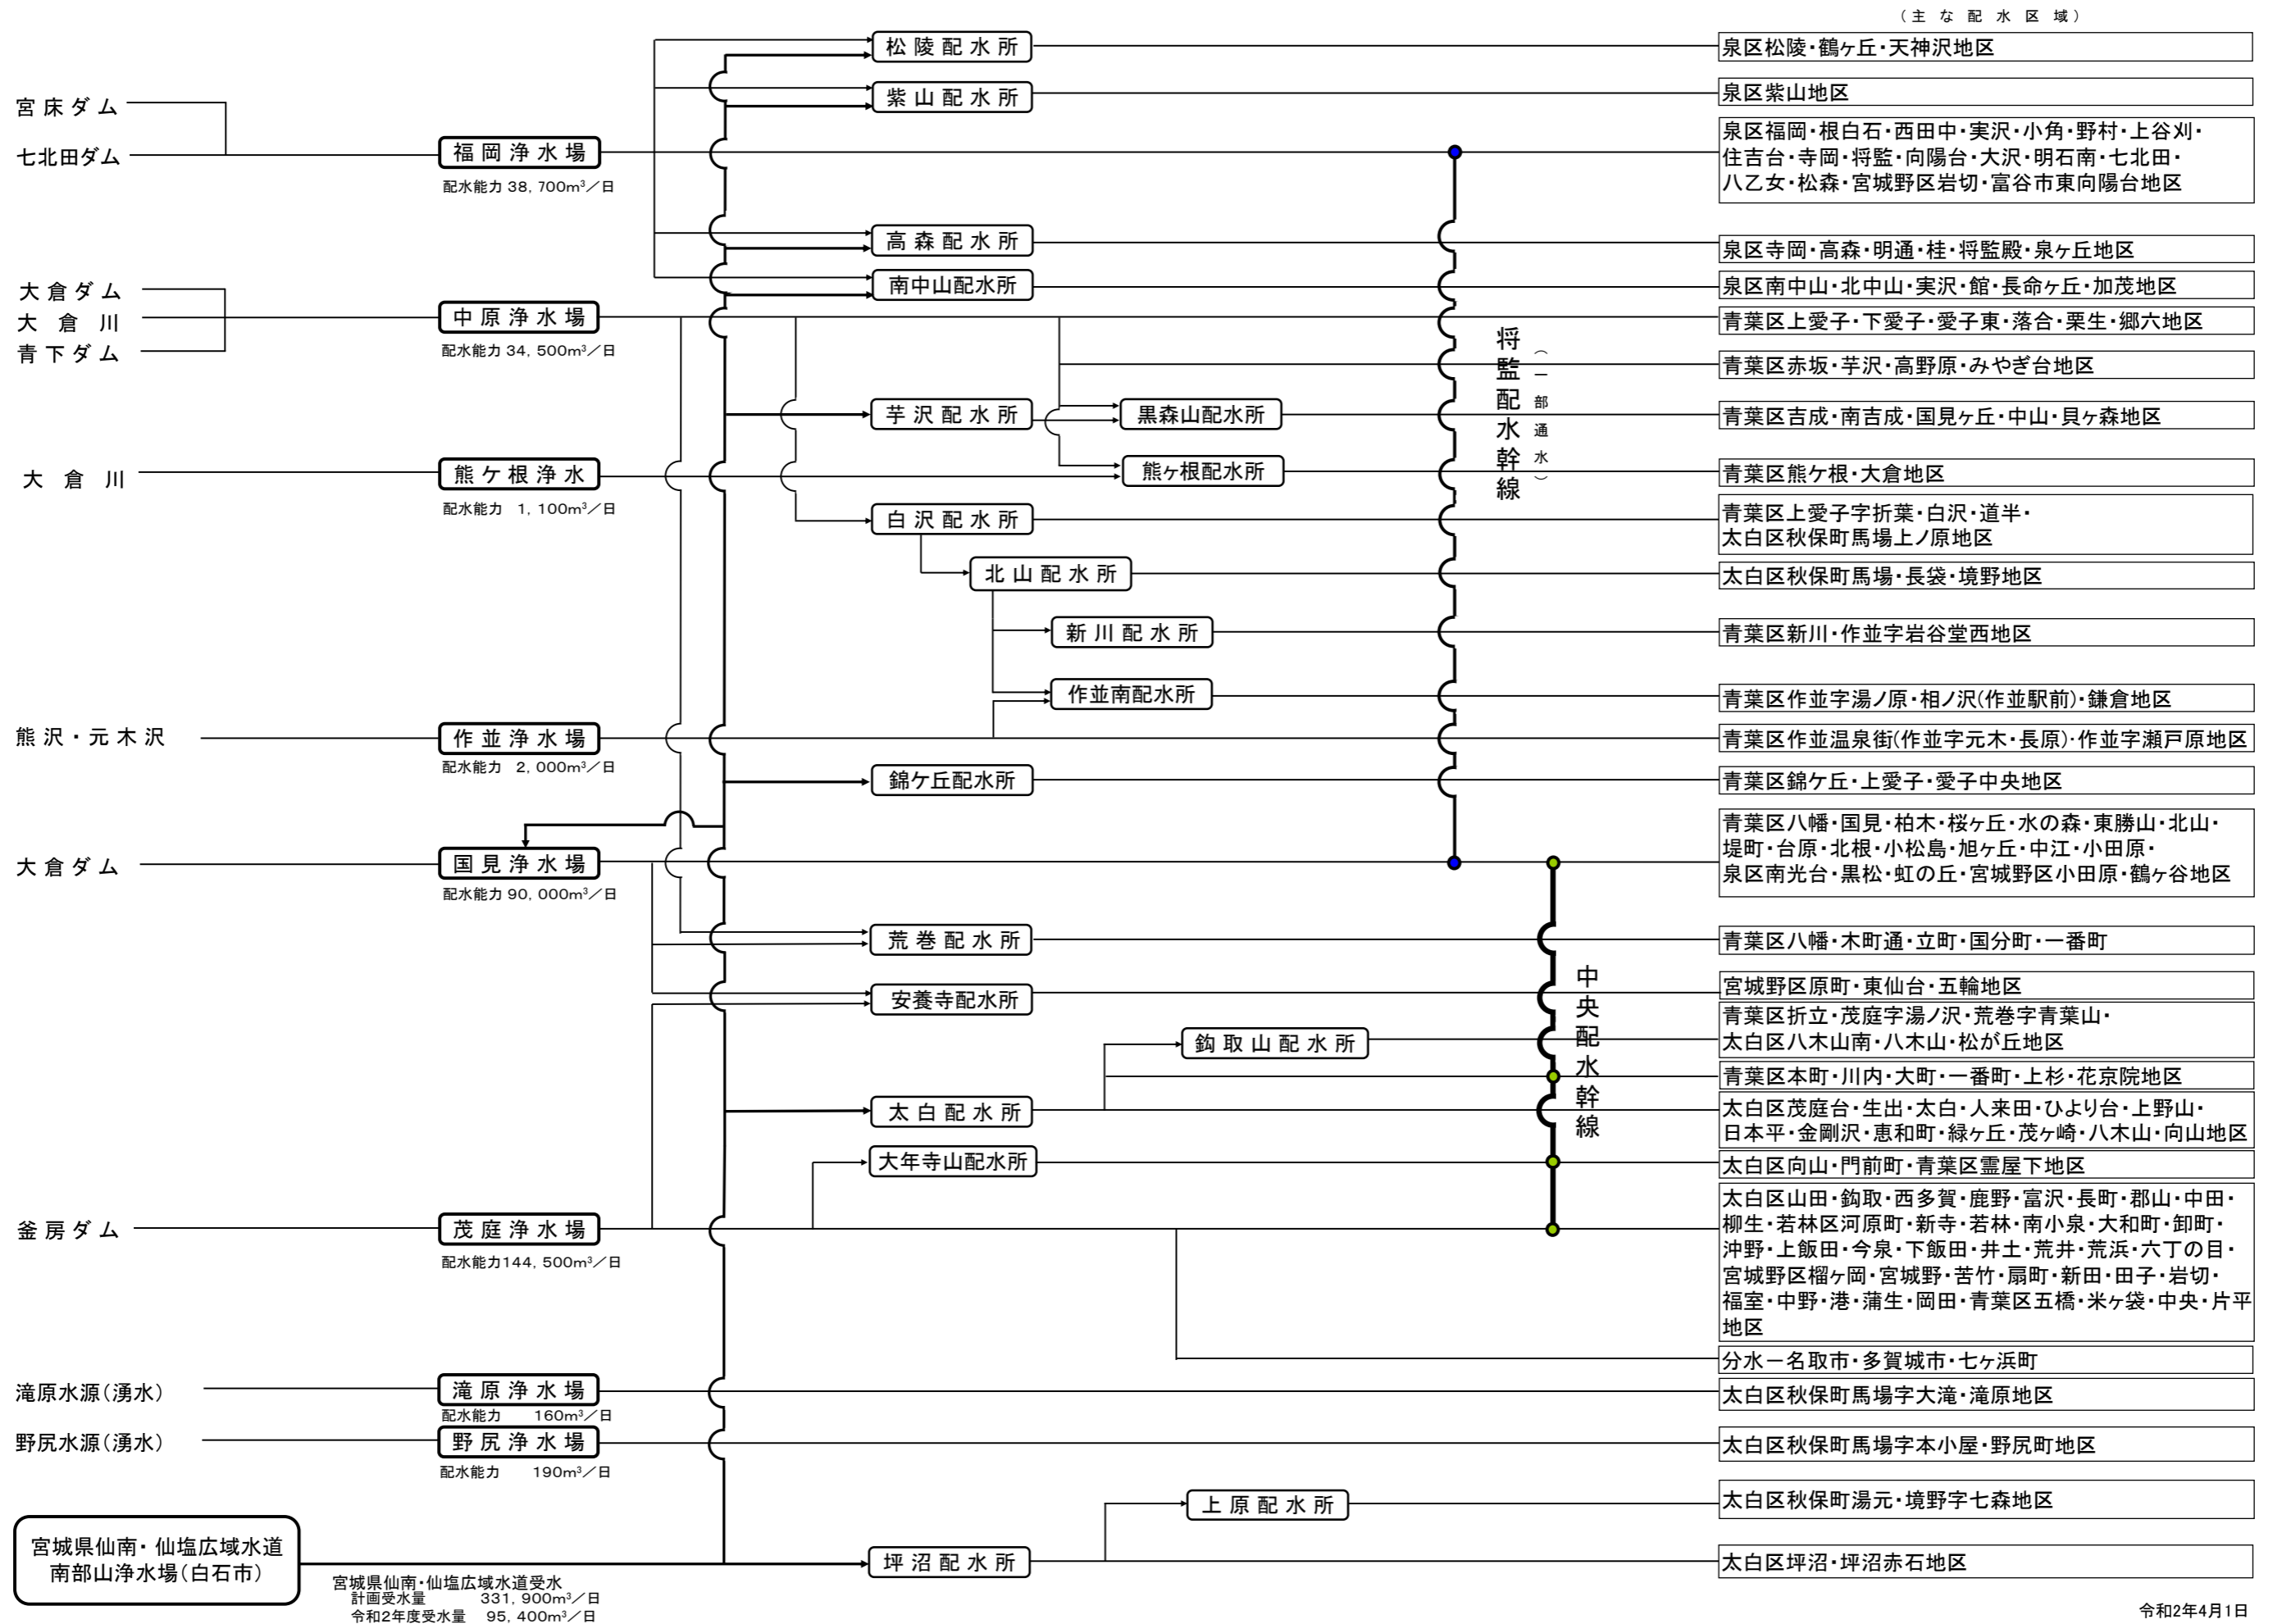 (主な配水区域)
松陵配水所
泉区松陵・鶴ヶ丘・天神沢地区
紫山配水所
泉区紫山地区
宮床ダム
七北田ダム
福岡浄水場
配水能力 38,700m³/日
泉区福岡・根白石・西田中・実沢・小角・野村・上谷刈・
住吉台・寺岡・将監・向陽台・大沢・明石南・七北田・
八乙女・松森・宮城野区岩切・富谷市東向陽台地区
高森配水所
泉区寺岡・高森・明通・桂・将監殿・泉ヶ丘地区
南中山配水所
泉区南中山・北中山・実沢・館・長命ヶ丘・加茂地区
大倉ダム
大倉川
青下ダム
中原浄水場
配水能力 34,500m³/日
青葉区上愛子・下愛子・愛子東・落合・栗生・郷六地区
青葉区赤坂・芋沢・高野原・みやぎ台地区
将監配水幹線
(一部通水)
芋沢配水所
黒森山配水所
青葉区吉成・南吉成・国見ヶ丘・中山・貝ヶ森地区
大倉川
熊ケ根浄水
配水能力 1,100m³/日
熊ヶ根配水所
青葉区熊ケ根・大倉地区
白沢配水所
青葉区上愛子字折葉・白沢・道半・
太白区秋保町馬場上ノ原地区
北山配水所
太白区秋保町馬場・長袋・境野地区
新川配水所
青葉区新川・作並字岩谷堂西地区
作並南配水所
青葉区作並字湯ノ原・相ノ沢(作並駅前)・鎌倉地区
熊沢・元木沢
作並浄水場
配水能力 2,000m³/日
青葉区作並温泉街(作並字元木・長原)・作並字瀬戸原地区
錦ケ丘配水所
青葉区錦ケ丘・上愛子・愛子中央地区
大倉ダム
国見浄水場
配水能力 90,000m³/日
青葉区八幡・国見・柏木・桜ヶ丘・水の森・東勝山・北山・
堤町・台原・北根・小松島・旭ヶ丘・中江・小田原・
泉区南光台・黒松・虹の丘・宮城野区小田原・鶴ヶ谷地区
荒巻配水所
青葉区八幡・木町通・立町・国分町・一番町
中央配水幹線
安養寺配水所
宮城野区原町・東仙台・五輪地区
鈎取山配水所
青葉区折立・茂庭字湯ノ沢・荒巻字青葉山・
太白区八木山南・八木山・松が丘地区
青葉区本町・川内・大町・一番町・上杉・花京院地区
太白配水所
太白区茂庭台・生出・太白・人来田・ひより台・上野山・
日本平・金剛沢・恵和町・緑ヶ丘・茂ヶ崎・八木山・向山地区
大年寺山配水所
太白区向山・門前町・青葉区霊屋下地区
釜房ダム
茂庭浄水場
配水能力144,500m³/日
太白区山田・鈎取・西多賀・鹿野・富沢・長町・郡山・中田・
柳生・若林区河原町・新寺・若林・南小泉・大和町・卸町・
沖野・上飯田・今泉・下飯田・井土・荒井・荒浜・六丁の目・
宮城野区榴ヶ岡・宮城野・苦竹・扇町・新田・田子・岩切・
福室・中野・港・蒲生・岡田・青葉区五橋・米ヶ袋・中央・片平
地区
分水－名取市・多賀城市・七ヶ浜町
滝原水源(湧水)
滝原浄水場
配水能力 160m³/日
太白区秋保町馬場字大滝・滝原地区
野尻水源(湧水)
野尻浄水場
配水能力 190m³/日
太白区秋保町馬場字本小屋・野尻町地区
上原配水所
太白区秋保町湯元・境野字七森地区
宮城県仙南・仙塩広域水道
南部山浄水場(白石市)
坪沼配水所
太白区坪沼・坪沼赤石地区
宮城県仙南・仙塩広域水道受水
計画受水量 331,900m³/日
令和2年度受水量 95,400m³/日
令和2年4月1日